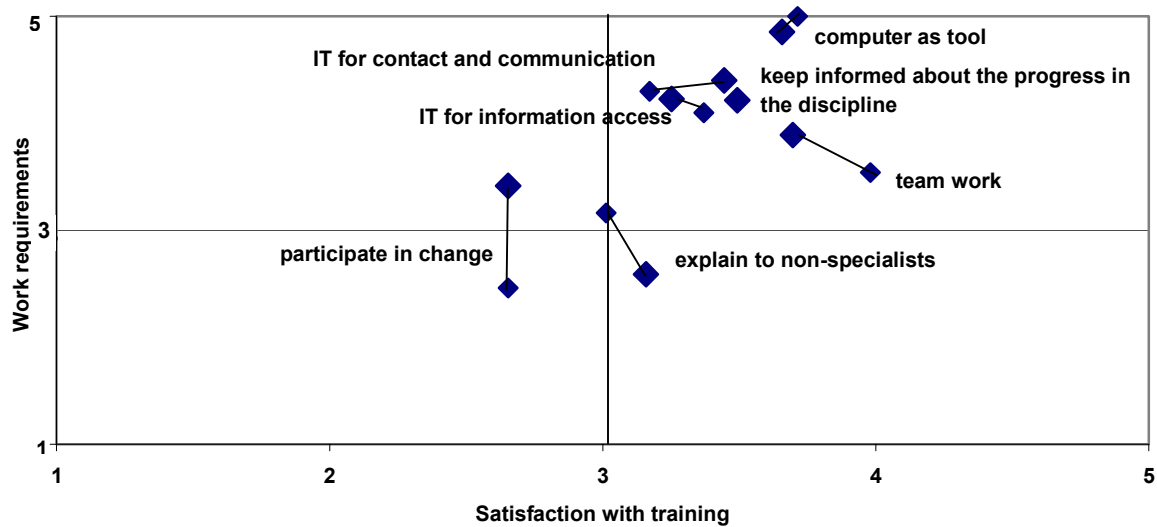 5
computer as tool
IT for contact and communication
keep informed about the progress in
the discipline
IT for information access
team work
Work requirements
3
participate in change
explain to non-specialists
1
1 2 3 4 5
Satisfaction with training